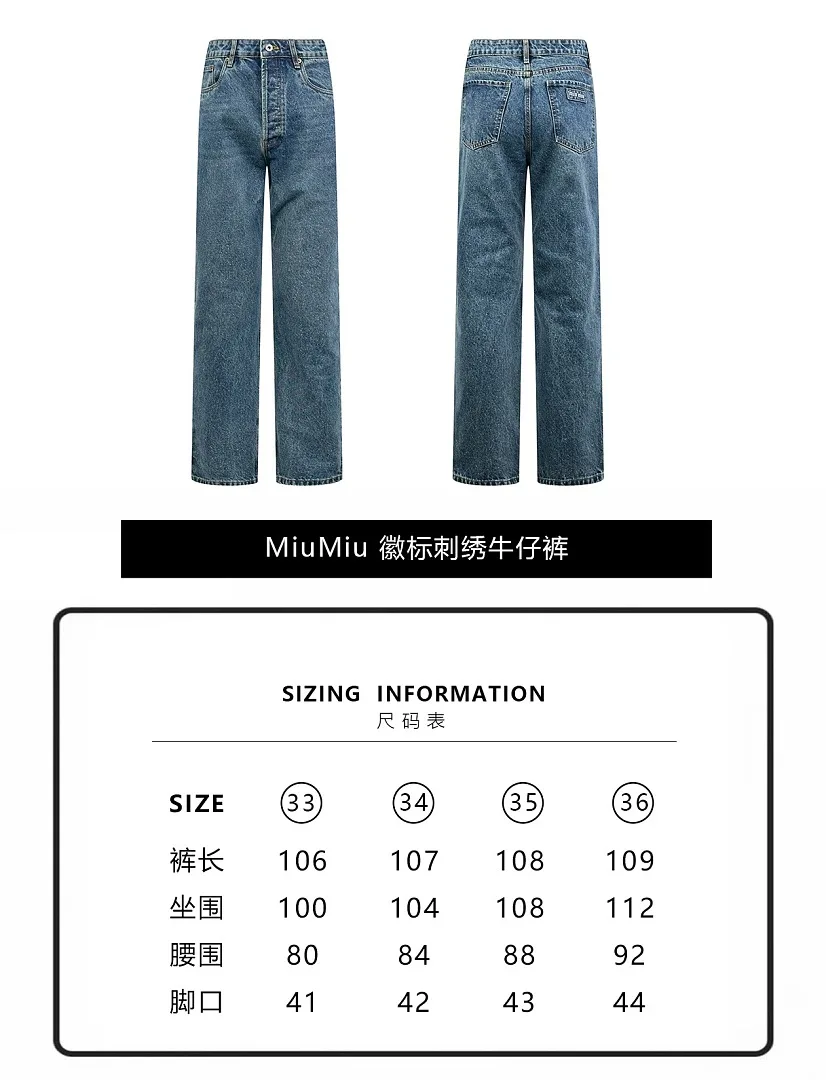 MiuMiu 徽标刺绣牛仔裤
SIZING INFORMATION
尺码表
SIZE 33 34 35 36
裤长 106 107 108 109
坐围 100 104 108 112
腰围 80 84 88 92
脚口 41 42 43 44